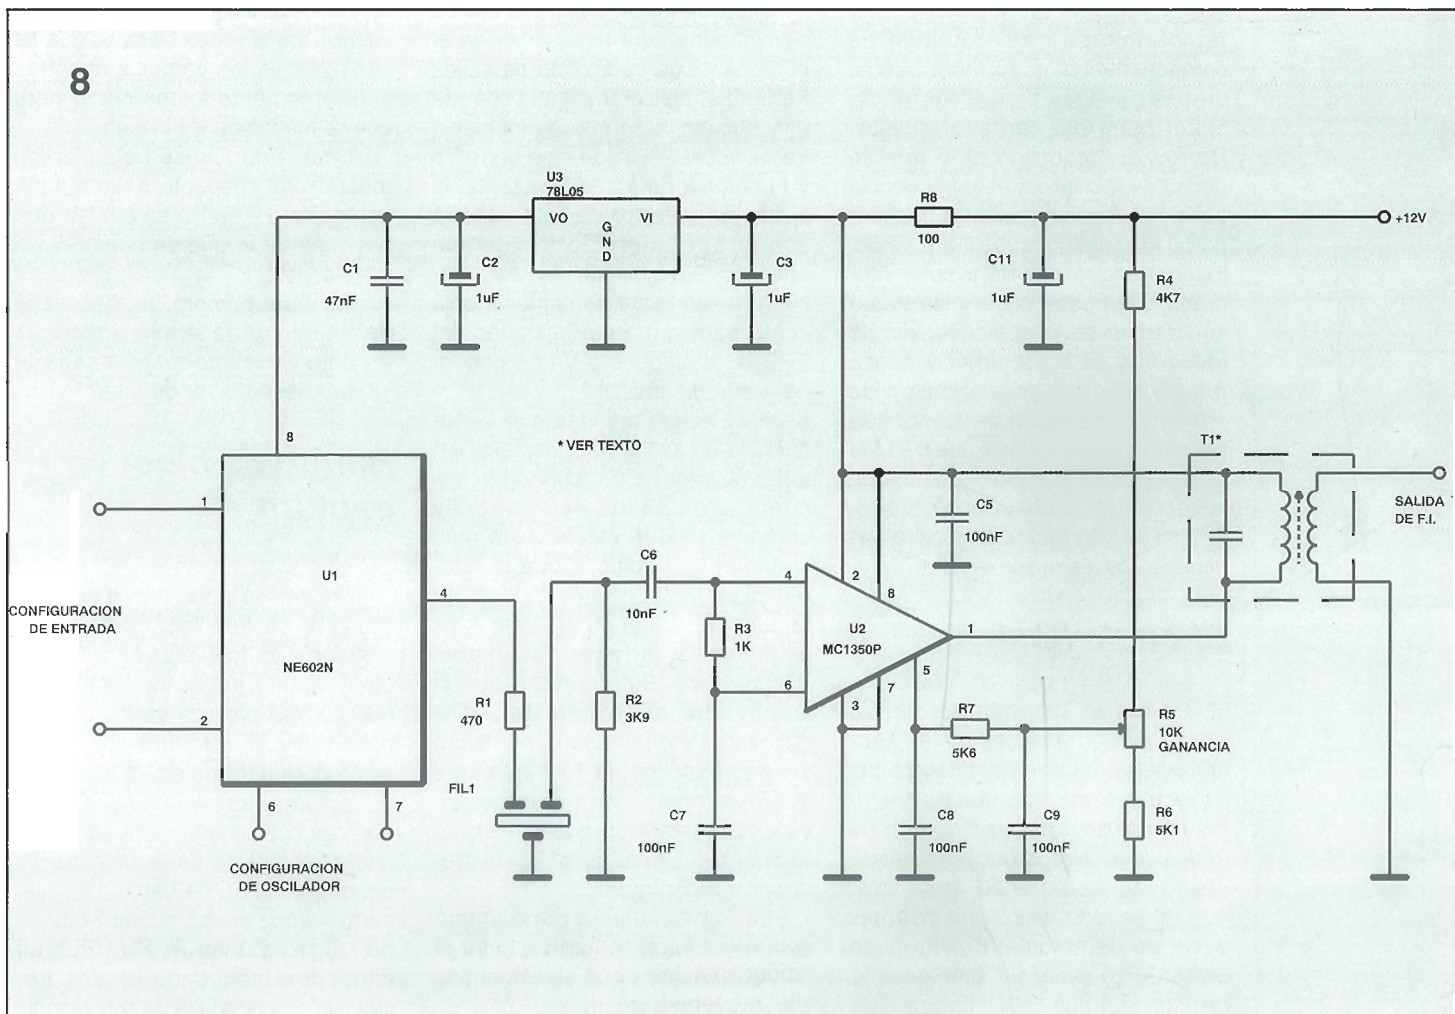 8
U3
78L05
VO
VI
G
N
D
R8
100
+12V
C1
47nF
C2
1uF
C3
1uF
C11
1uF
R4
4K7
8
* VER TEXTO
T1*
1
U1
C5
100nF
SALIDA
DE F.I.
4
C6
10nF
4
2
8
CONFIGURACION
DE ENTRADA
NE602N
R3
1K
U2
MC1350P
1
5
6
7
3
2
R1
470
R2
3K9
R7
5K6
R5
10K
GANANCIA
FIL1
6
7
C7
100nF
C8
100nF
C9
100nF
R6
5K1
CONFIGURACION
DE OSCILADOR